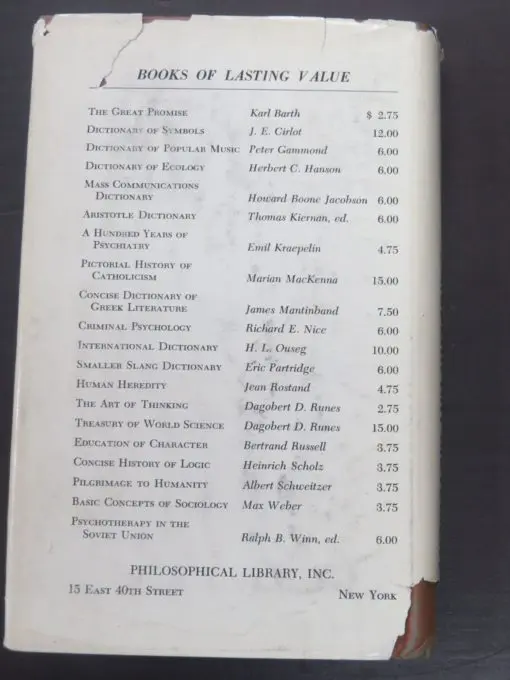 BOOKS OF LASTING VALUE
THE GREAT PROMISE Karl Barth $ 2.75
DICTIONARY OF SYMBOLS J. E. Cirlot 12.00
DICTIONARY OF POPULAR MUSIC Peter Gammond 6.00
DICTIONARY OF ECOLOGY Herbert C. Hanson 6.00
MASS COMMUNICATIONS
DICTIONARY Howard Boone Jacobson 6.00
ARISTOTLE DICTIONARY Thomas Kiernan, ed. 6.00
A HUNDRED YEARS OF
PSYCHIATRY Emil Kraepelin 4.75
PICTORIAL HISTORY OF
CATHOLICISM Marian MacKenna 15.00
CONCISE DICTIONARY OF
GREEK LITERATURE James Mantinband 7.50
CRIMINAL PSYCHOLOGY Richard E. Nice 6.00
INTERNATIONAL DICTIONARY H. L. Ouseg 10.00
SMALLER SLANG DICTIONARY Eric Partridge 6.00
HUMAN HEREDITY Jean Rostand 4.75
THE ART OF THINKING Dagobert D. Runes 2.75
TREASURY OF WORLD SCIENCE Dagobert D. Runes 15.00
EDUCATION OF CHARACTER Bertrand Russell 3.75
CONCISE HISTORY OF LOGIC Heinrich Scholz 3.75
PILGRIMAGE TO HUMANITY Albert Schweitzer 3.75
BASIC CONCEPTS OF SOCIOLOGY Max Weber 3.75
PSYCHOTHERAPY IN THE
SOVIET UNION Ralph B. Winn, ed. 6.00
PHILOSOPHICAL LIBRARY, INC.
15 EAST 40TH STREET NEW YORK